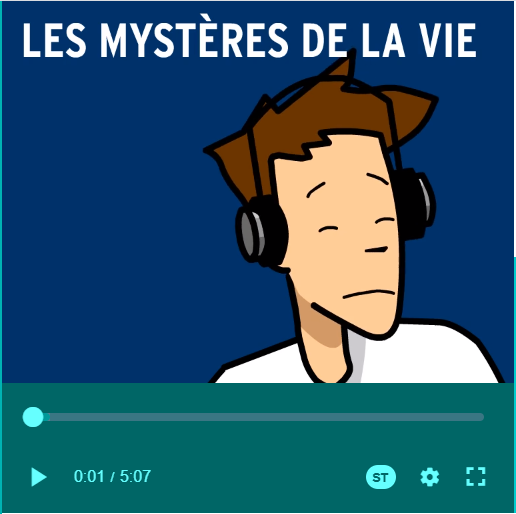 LES MYSTÈRES DE LA VIE
0:01 / 5:07
ST